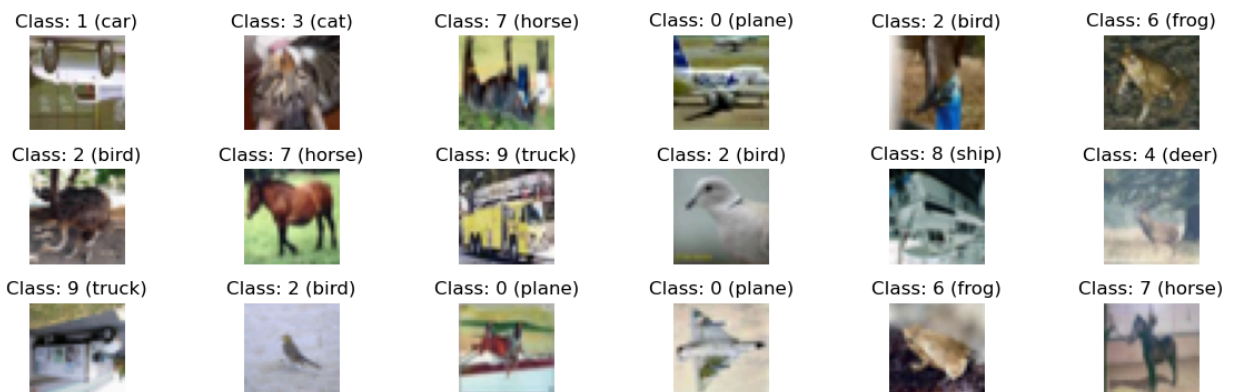 Class: 1 (car) Class: 3 (cat) Class: 7 (horse) Class: 0 (plane) Class: 2 (bird) Class: 6 (frog)
Class: 2 (bird) Class: 7 (horse) Class: 9 (truck) Class: 2 (bird) Class: 8 (ship) Class: 4 (deer)
Class: 9 (truck) Class: 2 (bird) Class: 0 (plane) Class: 0 (plane) Class: 6 (frog) Class: 7 (horse)